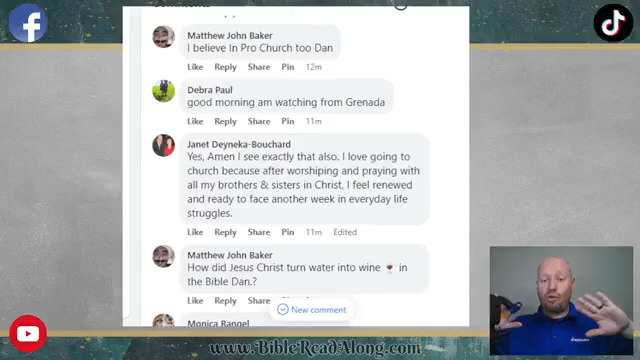 Matthew John Baker
I believe In Pro Church too Dan
Like Reply Share Pin 12m
Debra Paul
good morning am watching from Grenada
Like Reply Share Pin 11m
Janet Deyneka-Bouchard
Yes, Amen I see exactly that also. I love going to
church because after worshiping and praying with
all my brothers & sisters in Christ, I feel renewed
and ready to face another week in everyday life
struggles.
Like Reply Share Pin 11m Edited
Matthew John Baker
How did Jesus Christ turn water into wine 🍷 in
the Bible Dan.?
Like Reply Share
New comment
Monica Rangel
www.BibleReadAlong.com